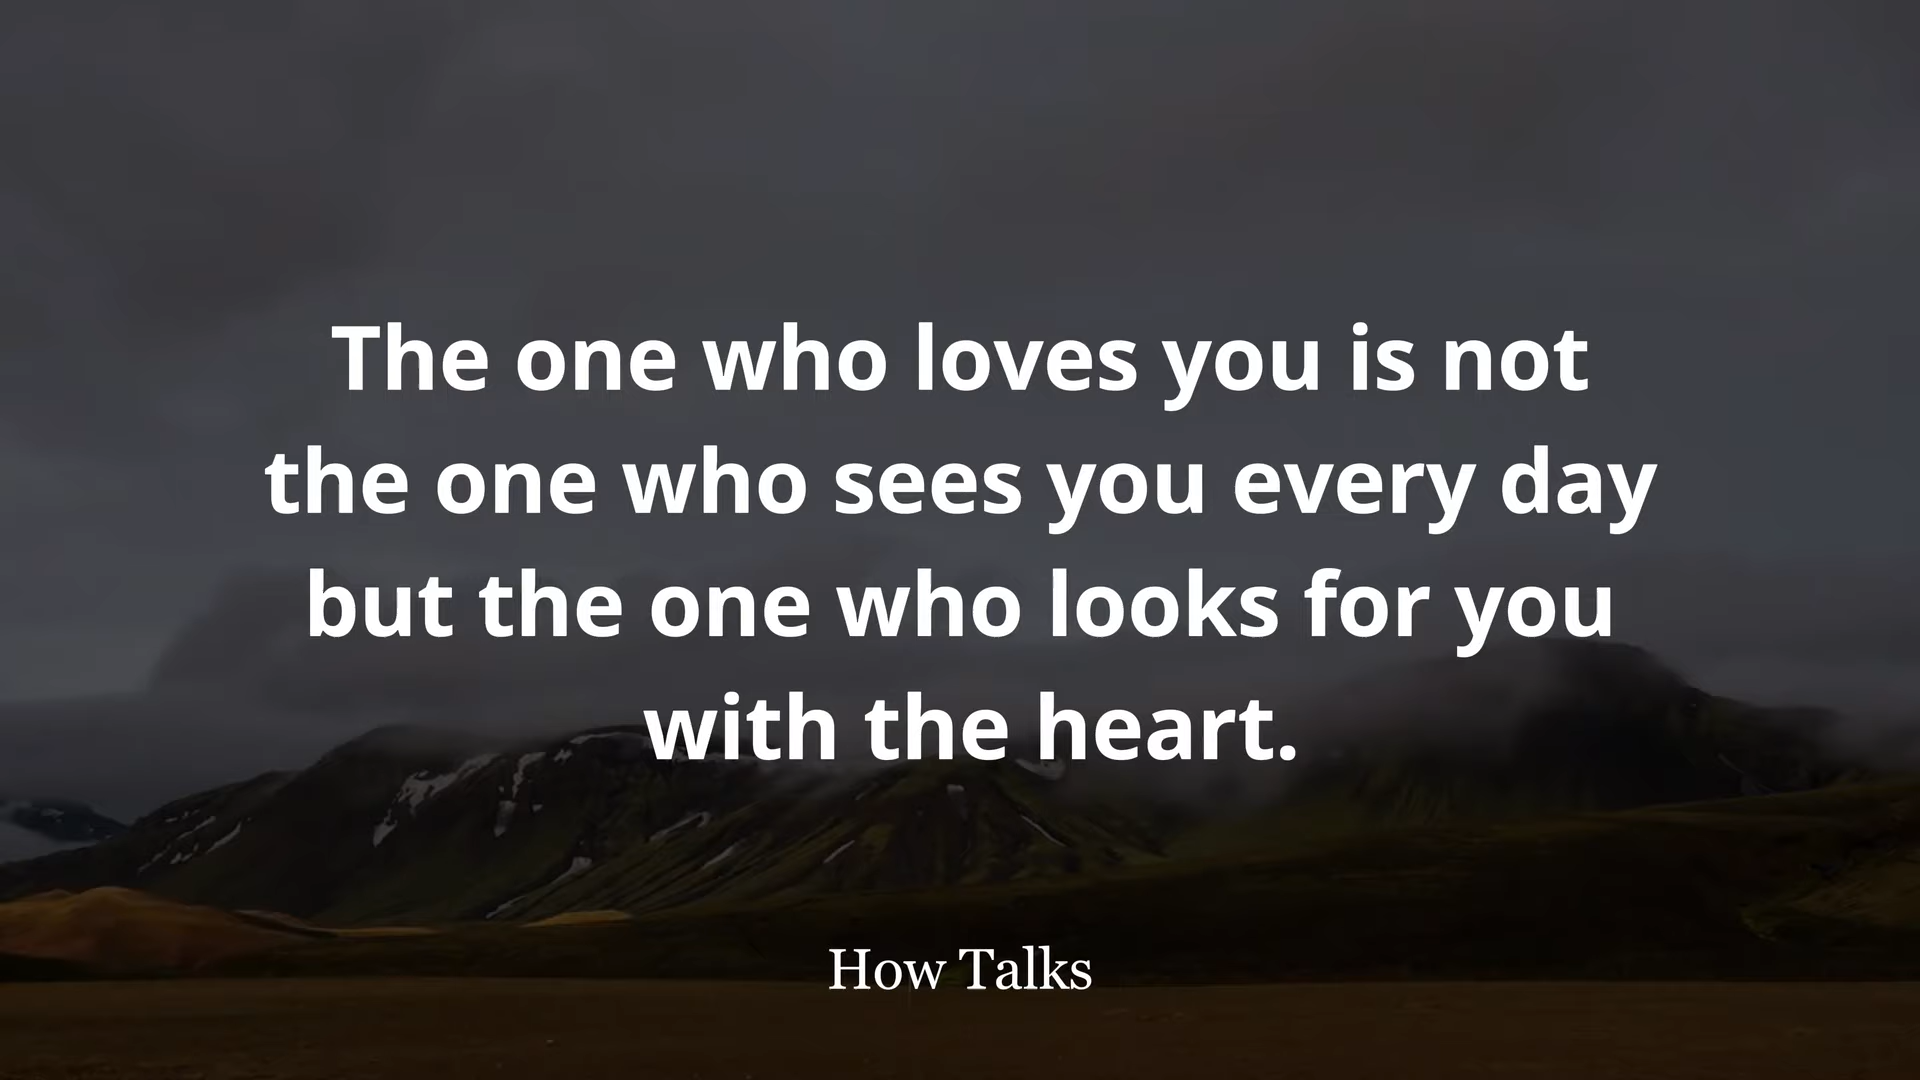 The one who loves you is not
the one who sees you every day
but the one who looks for you
with the heart.
How Talks